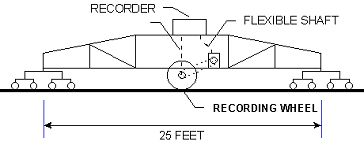 RECORDER
FLEXIBLE SHAFT
RECORDING WHEEL
25 FEET